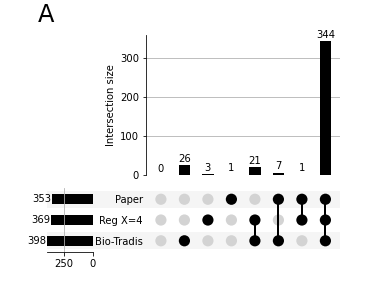 A
344
300
200
100
0
Intersection size
0 26 3 1 21 7 1
353 Paper
369 Reg X=4
398 Bio-Tradis
250 0